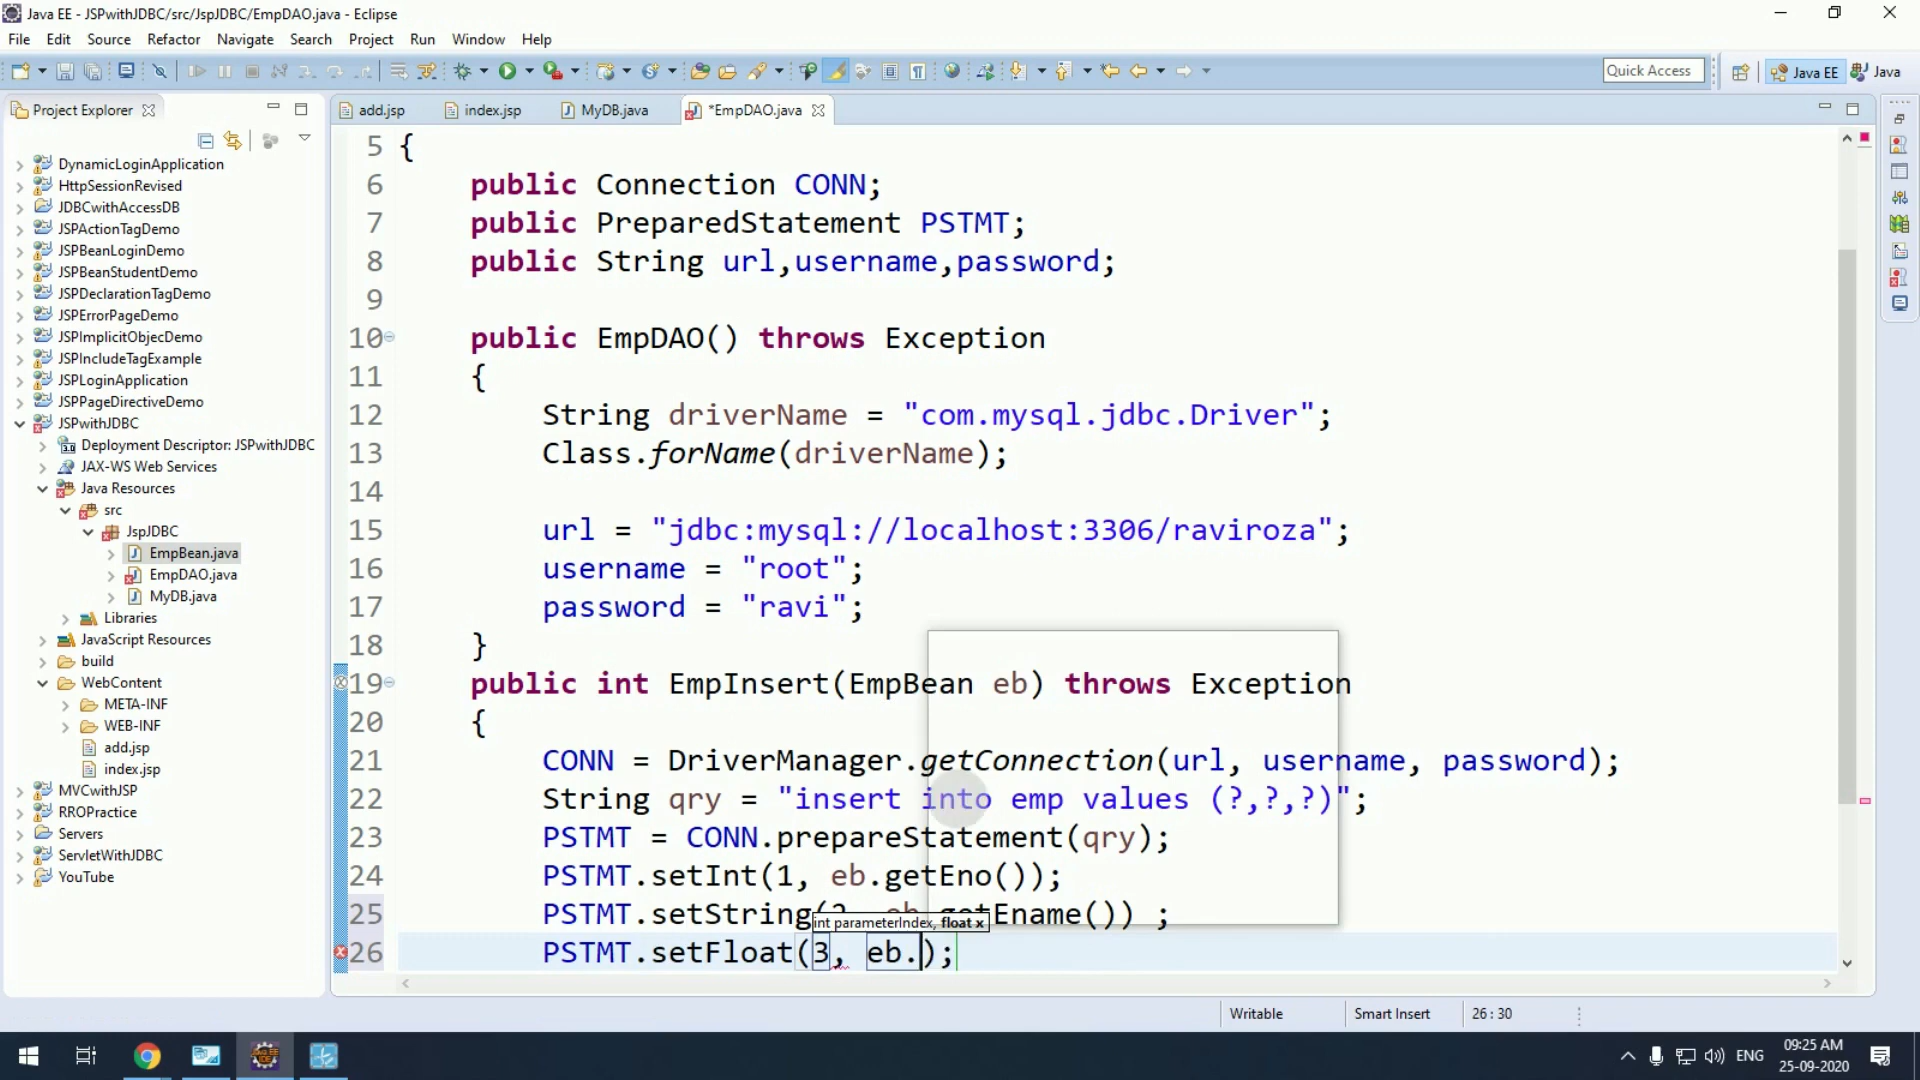 Java EE - JSPwithJDBC/src/JspJDBC/EmpDAO.java - Eclipse
File Edit Source Refactor Navigate Search Project Run Window Help
Quick Access
Java EE
Java
Project Explorer
add.jsp
index.jsp
MyDB.java
*EmpDAO.java
DynamicLoginApplication
HttpSessionRevised
JDBCwithAccessDB
JSPActionTagDemo
JSPBeanLoginDemo
JSPBeanStudentDemo
JSPDeclarationTagDemo
JSPErrorPageDemo
JSPImplicitObjecDemo
JSPIncludeTagExample
JSPLoginApplication
JSPPageDirectiveDemo
JSPwithJDBC
Deployment Descriptor: JSPwithJDBC
JAX-WS Web Services
Java Resources
src
JspJDBC
EmpBean.java
EmpDAO.java
MyDB.java
Libraries
JavaScript Resources
build
WebContent
META-INF
WEB-INF
add.jsp
index.jsp
MVCwithJSP
RROPractice
Servers
ServletWithJDBC
YouTube
5 {
6 public Connection CONN;
7 public PreparedStatement PSTMT;
8 public String url,username,password;
9
10 public EmpDAO() throws Exception
11 {
12 String driverName = "com.mysql.jdbc.Driver";
13 Class.forName(driverName);
14
15 url = "jdbc:mysql://localhost:3306/raviroza";
16 username = "root";
17 password = "ravi";
18 }
19 public int EmpInsert(EmpBean eb) throws Exception
20 {
21 CONN = DriverManager.getConnection(url, username, password);
22 String qry = "insert into emp values (?,?,?)";
23 PSTMT = CONN.prepareStatement(qry);
24 PSTMT.setInt(1, eb.getEno());
25 PSTMT.setString(2, eb.getEname()) ;
int parameterIndex, float x
26 PSTMT.setFloat(3, eb.);
Writable
Smart Insert
26 : 30
ENG
09:25 AM
25-09-2020